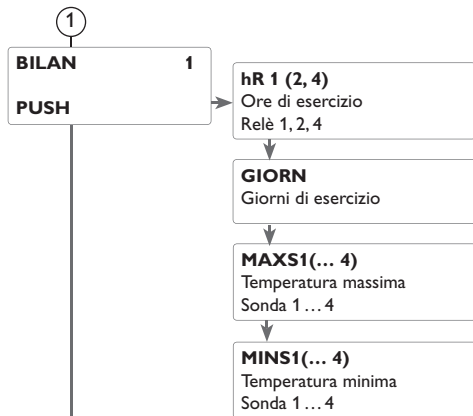 1
BILAN 1
PUSH
hR 1 (2, 4)
Ore di esercizio
Relè 1, 2, 4
GIORN
Giorni di esercizio
MAXS1(… 4)
Temperatura massima
Sonda 1 … 4
MINS1(… 4)
Temperatura minima
Sonda 1 … 4